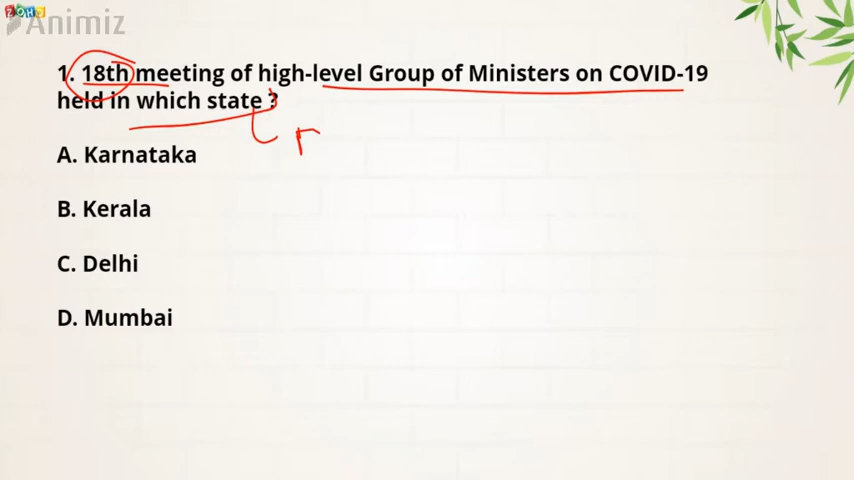 ZOHO
Animiz
1. 18th meeting of high-level Group of Ministers on COVID-19
held in which state ?
A. Karnataka
B. Kerala
C. Delhi
D. Mumbai